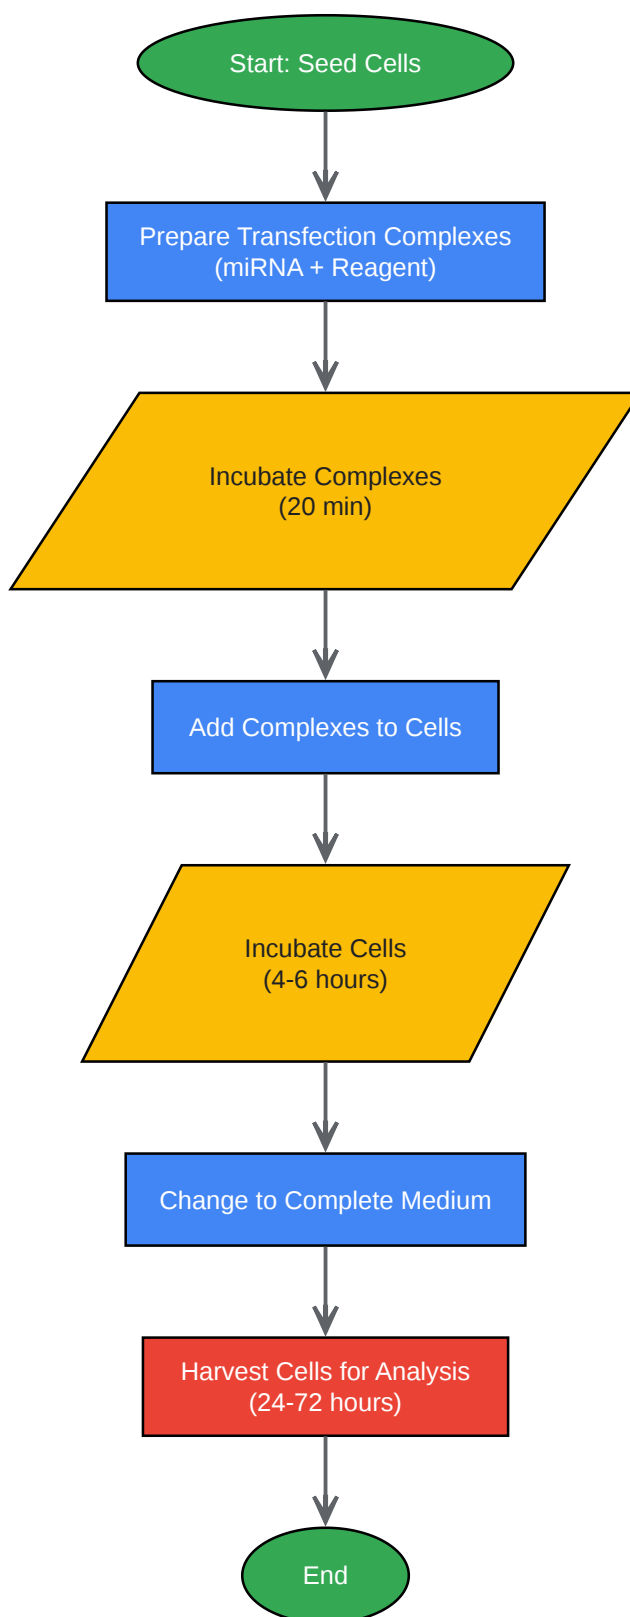 Start: Seed Cells
Prepare Transfection Complexes
(miRNA + Reagent)
Incubate Complexes
(20 min)
Add Complexes to Cells
Incubate Cells
(4-6 hours)
Change to Complete Medium
Harvest Cells for Analysis
(24-72 hours)
End